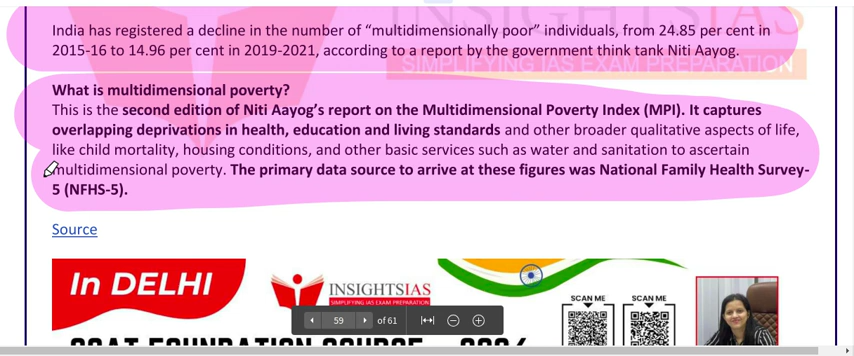 INSIGHTSIAS
SIMPLIFYING IAS EXAM PREPARATION
India has registered a decline in the number of “multidimensionally poor” individuals, from 24.85 per cent in
2015-16 to 14.96 per cent in 2019-2021, according to a report by the government think tank Niti Aayog.
What is multidimensional poverty?
This is the second edition of Niti Aayog’s report on the Multidimensional Poverty Index (MPI). It captures
overlapping deprivations in health, education and living standards and other broader qualitative aspects of life,
like child mortality, housing conditions, and other basic services such as water and sanitation to ascertain
multidimensional poverty. The primary data source to arrive at these figures was National Family Health Survey-
5 (NFHS-5).
Source
In DELHI
INSIGHTSIAS
SIMPLIFYING IAS EXAM PREPARATION
SCAN ME
SCAN ME
59 of 61